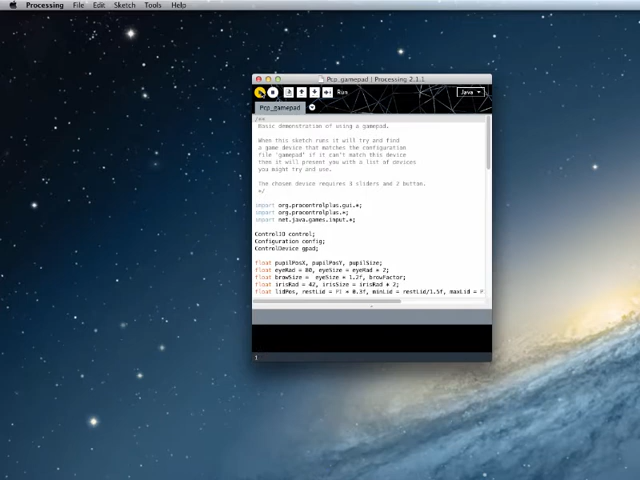 Processing File Edit Sketch Tools Help
Pcp_gamepad | Processing 2.1.1
Run
Java
Pcp_gamepad
/**
Basic demonstration of using a gamepad.
When this sketch runs it will try and find
a game device that matches the configuration
file 'gamepad' if it can't match this device
then it will present you with a list of devices
you might try and use.
The chosen device requires 3 sliders and 2 button.
*/
import org.procontrolplus.gui.*;
import org.procontrolplus.*;
import net.java.games.input.*;
ControlIO control;
Configuration config;
ControlDevice gpad;
float pupilPosX, pupilPosY, pupilSize;
float eyeRad = 80, eyeSize = eyeRad * 2;
float browSize = eyeSize * 1.2f, browFactor;
float irisRad = 42, irisSize = irisRad * 2;
float lidPos, restLid = PI * 0.3f, minLid = restLid/1.5f, maxLid = P
1